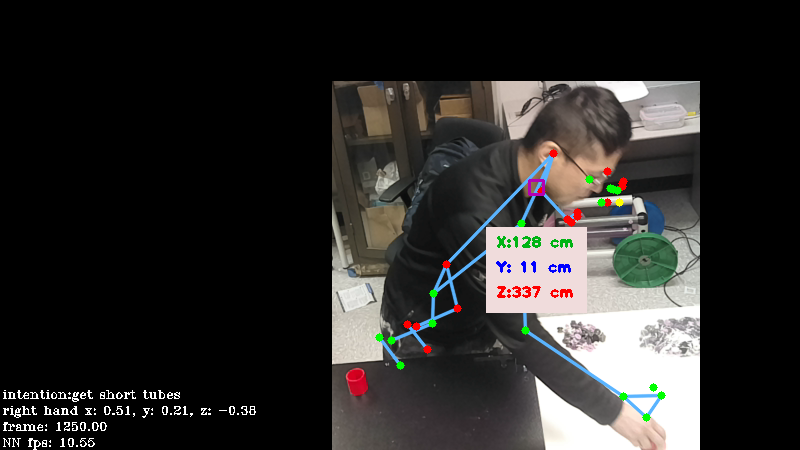 X:128 cm
Y: 11 cm
Z:337 cm
intention:get short tubes
right hand x: 0.51, y: 0.21, z: -0.38
frame: 1250.00
NN fps: 10.55